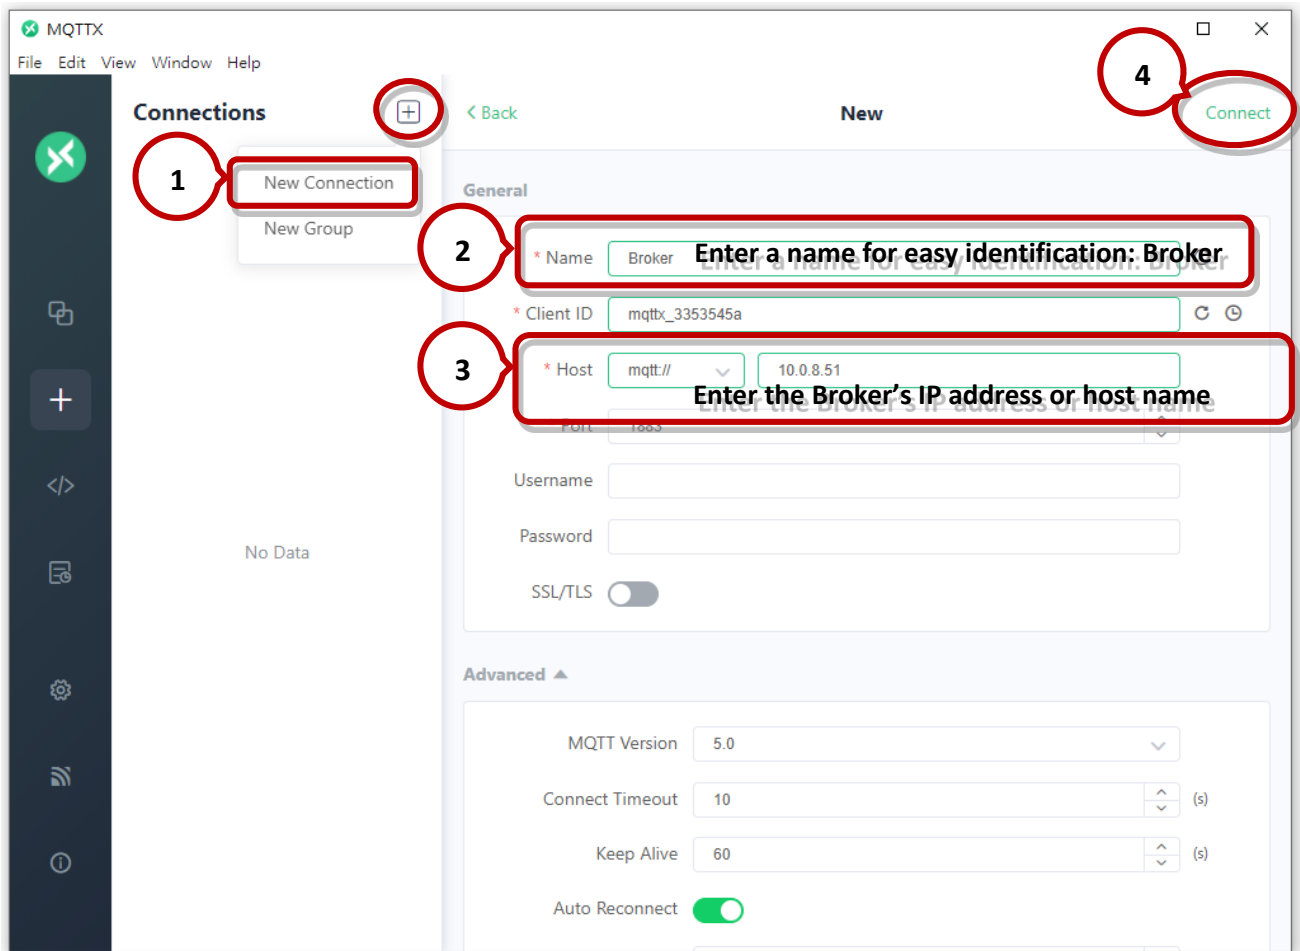 MQTTX
File Edit View Window Help
4
Connections
Back
New
Connect
1
New Connection
New Group
General
2
* Name Broker Enter a name for easy identification: Broker
* Client ID mqttx_3353545a
3
* Host mqtt:// 10.0.8.51
Enter the Broker's IP address or host name
Port 1883
Username
Password
No Data
SSL/TLS
Advanced
MQTT Version 5.0
Connect Timeout 10 (s)
Keep Alive 60 (s)
Auto Reconnect